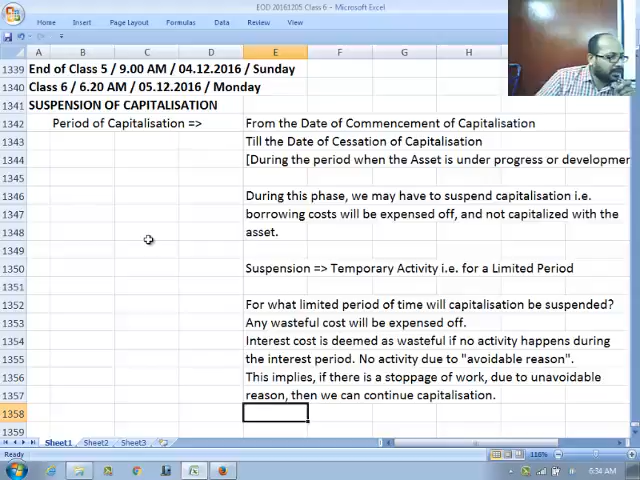 EOD 20161205 Class 6 - Microsoft Excel
Home Insert Page Layout Formulas Data Review View
A B C D E F G H
1339 End of Class 5 / 9.00 AM / 04.12.2016 / Sunday
1340 Class 6 / 6.20 AM / 05.12.2016 / Monday
1341 SUSPENSION OF CAPITALISATION
1342 Period of Capitalisation => From the Date of Commencement of Capitalisation
1343 Till the Date of Cessation of Capitalisation
1344 [During the period when the Asset is under progress or developmer
1345
1346 During this phase, we may have to suspend capitalisation i.e.
1347 borrowing costs will be expensed off, and not capitalized with the
1348 asset.
1349
1350 Suspension => Temporary Activity i.e. for a Limited Period
1351
1352 For what limited period of time will capitalisation be suspended?
1353 Any wasteful cost will be expensed off.
1354 Interest cost is deemed as wasteful if no activity happens during
1355 the interest period. No activity due to "avoidable reason".
1356 This implies, if there is a stoppage of work, due to unavoidable
1357 reason, then we can continue capitalisation.
1358
1359
Sheet1 Sheet2 Sheet3
Ready 116%
6:34 AM